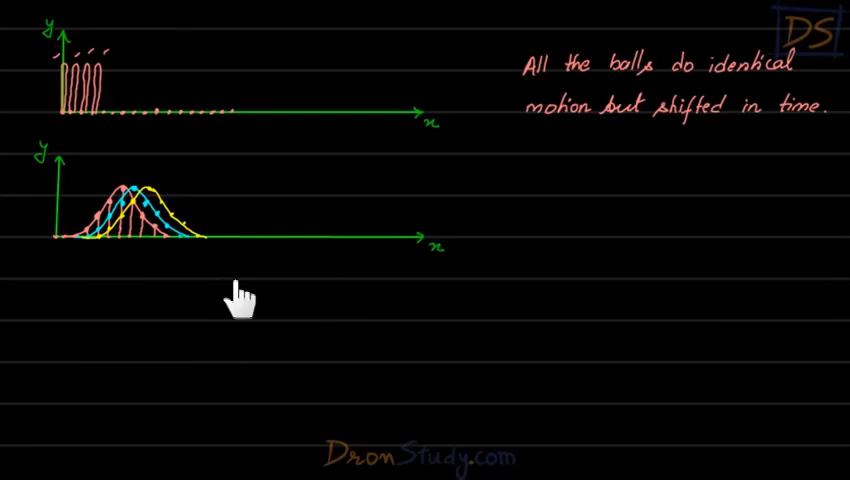 DS
y
All the balls do identical
motion but shifted in time.
x
y
x
DronStudy.com